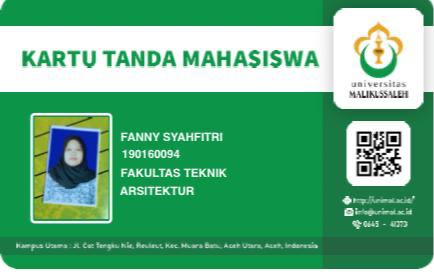 KARTU TANDA MAHASISWA
universitas
MALIKUSSALEH
FANNY SYAHFITRI
190160094
FAKULTAS TEKNIK
ARSITEKTUR
http://unimal.ac.id/
info@unimal.ac.id
0645 - 41373
Kampus Utama : Jl. Cot Tengku Nie, Reuleut, Kec. Muara Batu, Aceh Utara, Aceh, Indonesia